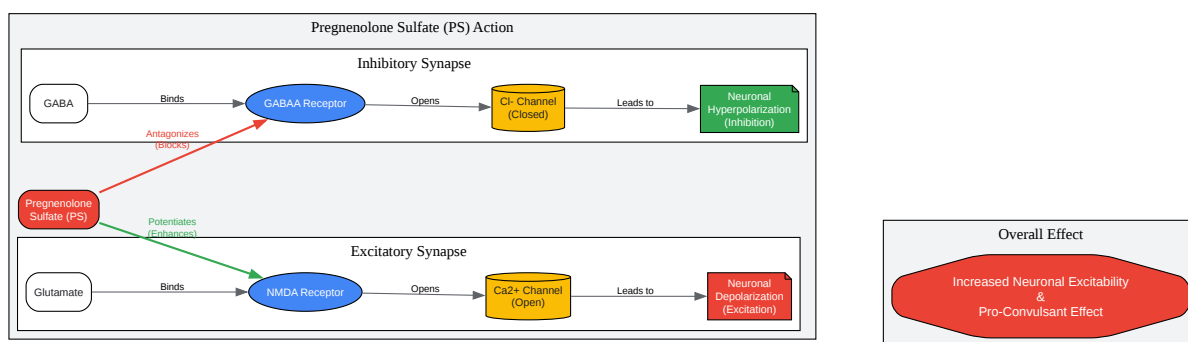 Pregnenolone Sulfate (PS) Action
Inhibitory Synapse
GABA
Binds
GABAA Receptor
Opens
Cl- Channel
(Closed)
Leads to
Neuronal
Hyperpolarization
(Inhibition)
Antagonizes
(Blocks)
Pregnenolone
Sulfate (PS)
Potentiates
(Enhances)
Excitatory Synapse
Glutamate
Binds
NMDA Receptor
Opens
Ca2+ Channel
(Open)
Leads to
Neuronal
Depolarization
(Excitation)
Overall Effect
Increased Neuronal Excitability
&
Pro-Convulsant Effect